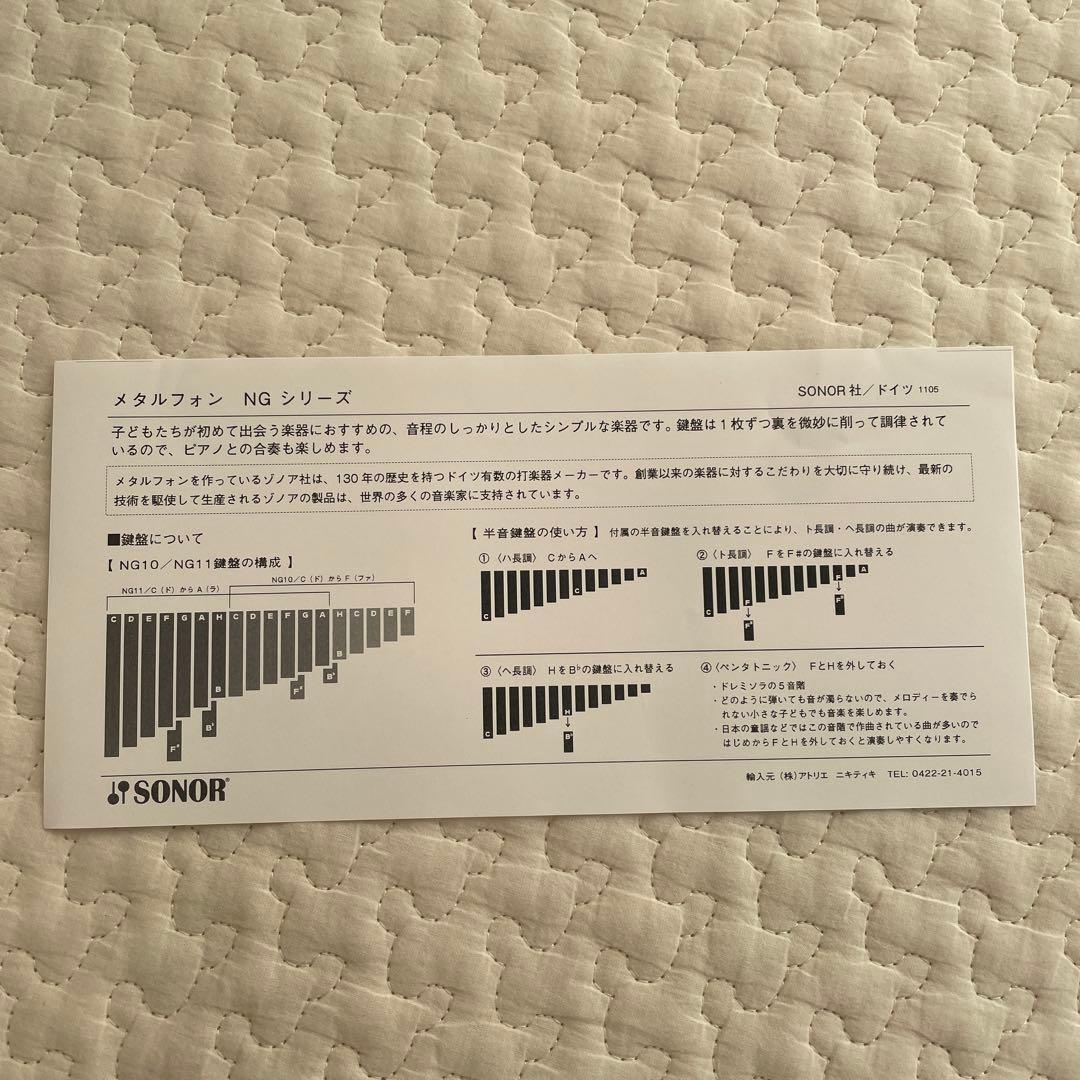 メタルフォン NG シリーズ
SONOR 社／ドイツ 1105
子どもたちが初めて出会う楽器におすすめの、音程のしっかりとしたシンプルな楽器です。鍵盤は１枚ずつ裏を微妙に削って調律されて
いるので、ピアノとの合奏も楽しめます。
メタルフォンを作っているゾノア社は、130 年の歴史を持つドイツ有数の打楽器メーカーです。創業以来の楽器に対するこだわりを大切に守り続け、最新の
技術を駆使して生産されるゾノアの製品は、世界の多くの音楽家に支持されています。
■鍵盤について
【 NG10／NG11鍵盤の構成 】
NG10／C（ド）からF（ファ）
NG11／C（ド）からA（ラ）
C D E F G A H C D E F G A H C D E F
B B
F# B♭ F# B♭
【 半音鍵盤の使い方 】 付属の半音鍵盤を入れ替えることにより、ト長調・ヘ長調の曲が演奏できます。
①〈ハ長調〉 CからAへ
C C A
②〈ト長調〉 FをF#の鍵盤に入れ替える
C F F A
↓ ↓
F# F#
③〈ヘ長調〉 HをB♭の鍵盤に入れ替える
C H
↓
B♭
④〈ペンタトニック〉 FとHを外しておく
・ドレミソラの５音階
・どのように弾いても音が濁らないので、メロディーを奏でら
れない小さな子どもでも音楽を楽しめます。
・日本の童謡などではこの音階で作曲されている曲が多いので
はじめからFとHを外しておくと演奏しやすくなります。
SONOR®
輸入元（株）アトリエ ニキティキ TEL: 0422-21-4015